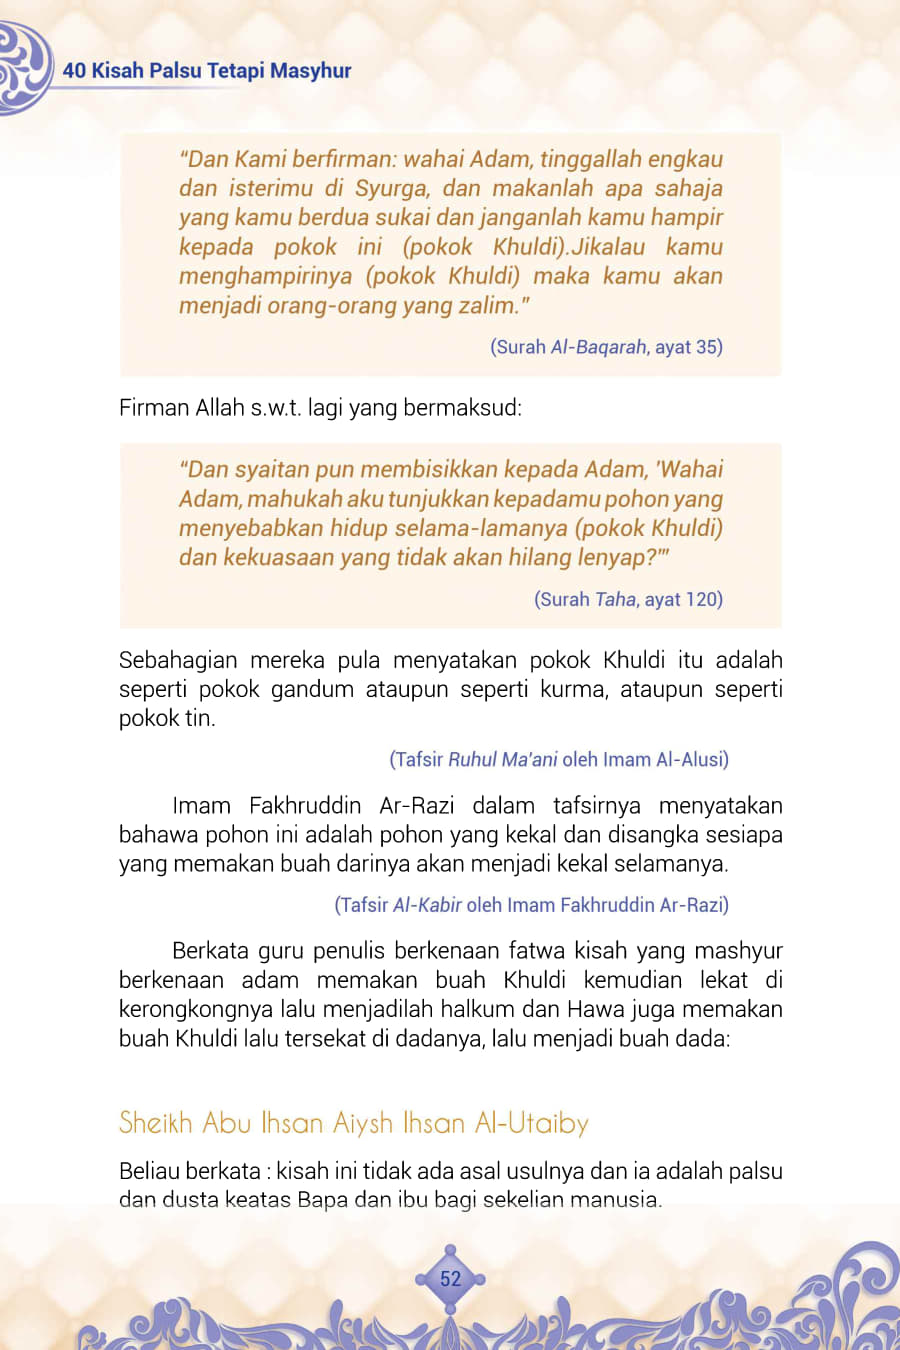 40 Kisah Palsu Tetapi Masyhur
“Dan Kami berfirman: wahai Adam, tinggallah engkau
dan isterimu di Syurga, dan makanlah apa sahaja
yang kamu berdua sukai dan janganlah kamu hampir
kepada pokok ini (pokok Khuldi).Jikalau kamu
menghampirinya (pokok Khuldi) maka kamu akan
menjadi orang-orang yang zalim."
(Surah Al-Baqarah, ayat 35)
Firman Allah s.w.t. lagi yang bermaksud:
“Dan syaitan pun membisikkan kepada Adam, 'Wahai
Adam, mahukah aku tunjukkan kepadamu pohon yang
menyebabkan hidup selama-lamanya (pokok Khuldi)
dan kekuasaan yang tidak akan hilang lenyap?'"
(Surah Taha, ayat 120)
Sebahagian mereka pula menyatakan pokok Khuldi itu adalah
seperti pokok gandum ataupun seperti kurma, ataupun seperti
pokok tin.
(Tafsir Ruhul Ma'ani oleh Imam Al-Alusi)
Imam Fakhruddin Ar-Razi dalam tafsirnya menyatakan
bahawa pohon ini adalah pohon yang kekal dan disangka sesiapa
yang memakan buah darinya akan menjadi kekal selamanya.
(Tafsir Al-Kabir oleh Imam Fakhruddin Ar-Razi)
Berkata guru penulis berkenaan fatwa kisah yang mashyur
berkenaan adam memakan buah Khuldi kemudian lekat di
kerongkongnya lalu menjadilah halkum dan Hawa juga memakan
buah Khuldi lalu tersekat di dadanya, lalu menjadi buah dada:
Sheikh Abu Ihsan Aiysh Ihsan Al-Utaiby
Beliau berkata : kisah ini tidak ada asal usulnya dan ia adalah palsu
dan dusta keatas Bapa dan ibu bagi sekelian manusia.
52